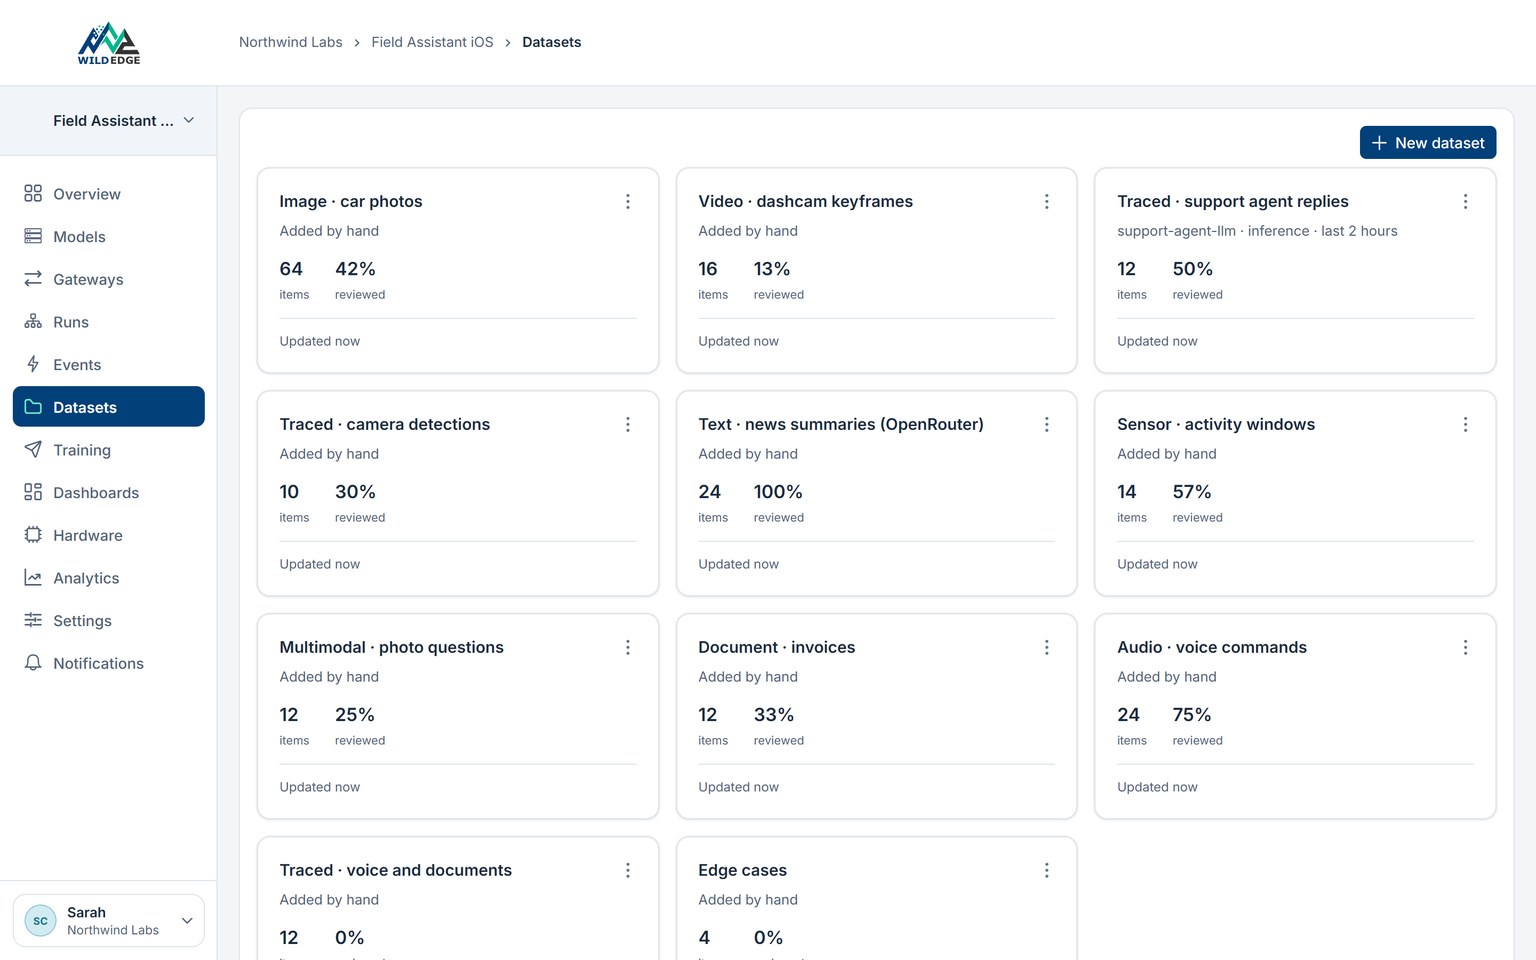 WILDEDGE
Northwind Labs > Field Assistant iOS > Datasets
Field Assistant ...
Overview
Models
Gateways
Runs
Events
Datasets
Training
Dashboards
Hardware
Analytics
Settings
Notifications
SC
Sarah
Northwind Labs
+ New dataset
Image · car photos
Added by hand
64 42%
items reviewed
Updated now
Video · dashcam keyframes
Added by hand
16 13%
items reviewed
Updated now
Traced · support agent replies
support-agent-llm · inference · last 2 hours
12 50%
items reviewed
Updated now
Traced · camera detections
Added by hand
10 30%
items reviewed
Updated now
Text · news summaries (OpenRouter)
Added by hand
24 100%
items reviewed
Updated now
Sensor · activity windows
Added by hand
14 57%
items reviewed
Updated now
Multimodal · photo questions
Added by hand
12 25%
items reviewed
Updated now
Document · invoices
Added by hand
12 33%
items reviewed
Updated now
Audio · voice commands
Added by hand
24 75%
items reviewed
Updated now
Traced · voice and documents
Added by hand
12 0%
Edge cases
Added by hand
4 0%